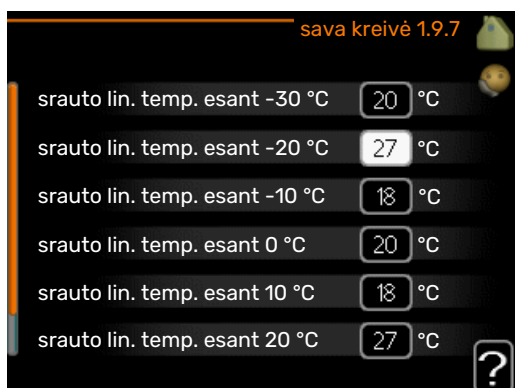 sava kreivė 1.9.7
srauto lin. temp. esant -30 °C 20 °C
srauto lin. temp. esant -20 °C 27 °C
srauto lin. temp. esant -10 °C 18 °C
srauto lin. temp. esant 0 °C 20 °C
srauto lin. temp. esant 10 °C 18 °C
srauto lin. temp. esant 20 °C 27 °C
?